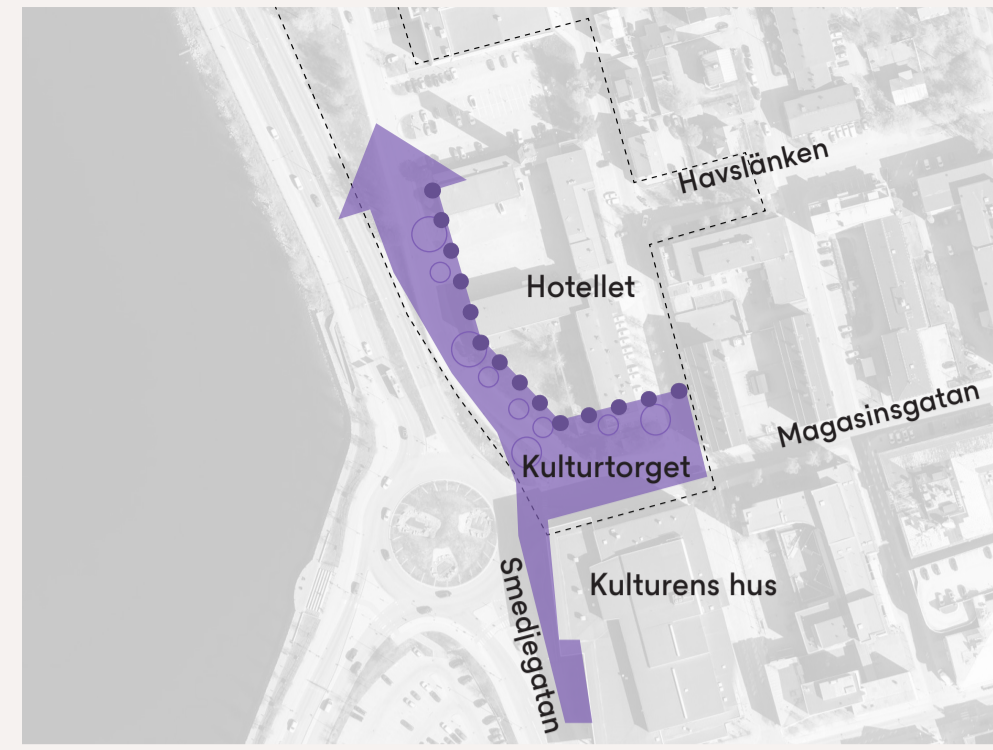 Havslänken
Hotellet
Magasinsgatan
Kulturtorget
Kulturens hus
Smedjegatan